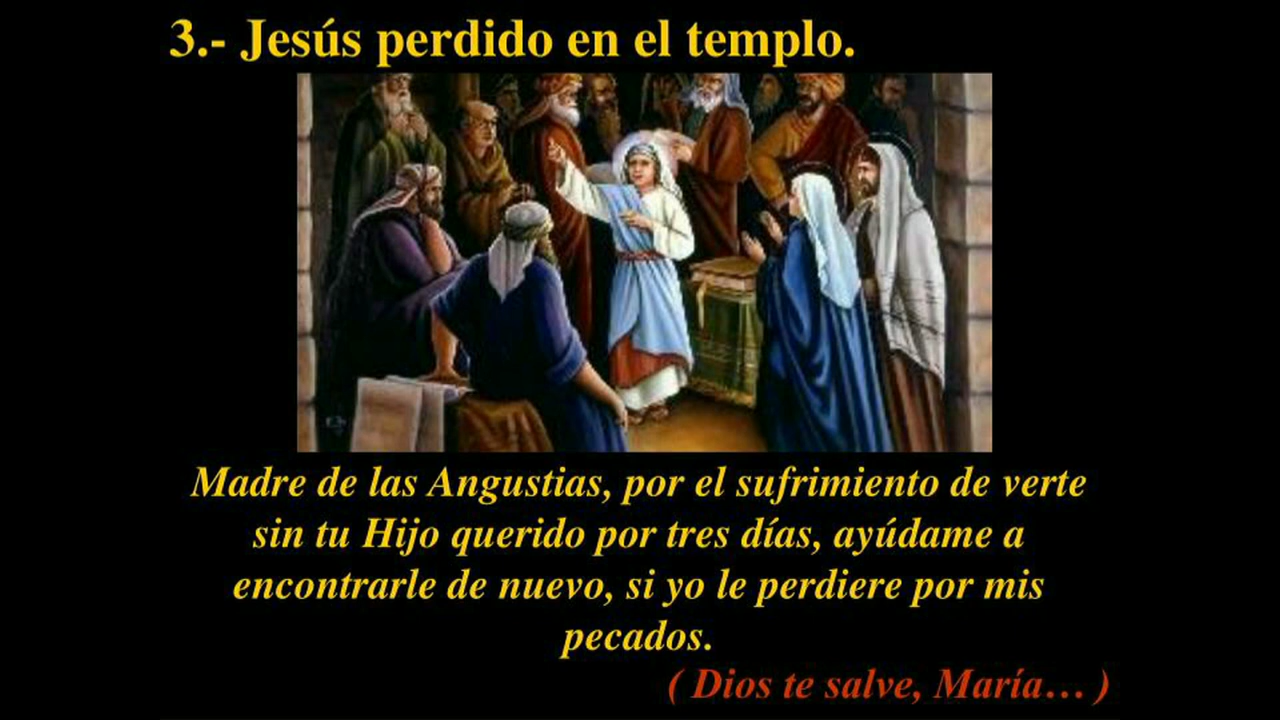 3.- Jesús perdido en el templo.
Madre de las Angustias, por el sufrimiento de verte
sin tu Hijo querido por tres días, ayúdame a
encontrarle de nuevo, si yo le perdiere por mis
pecados.
( Dios te salve, María… )